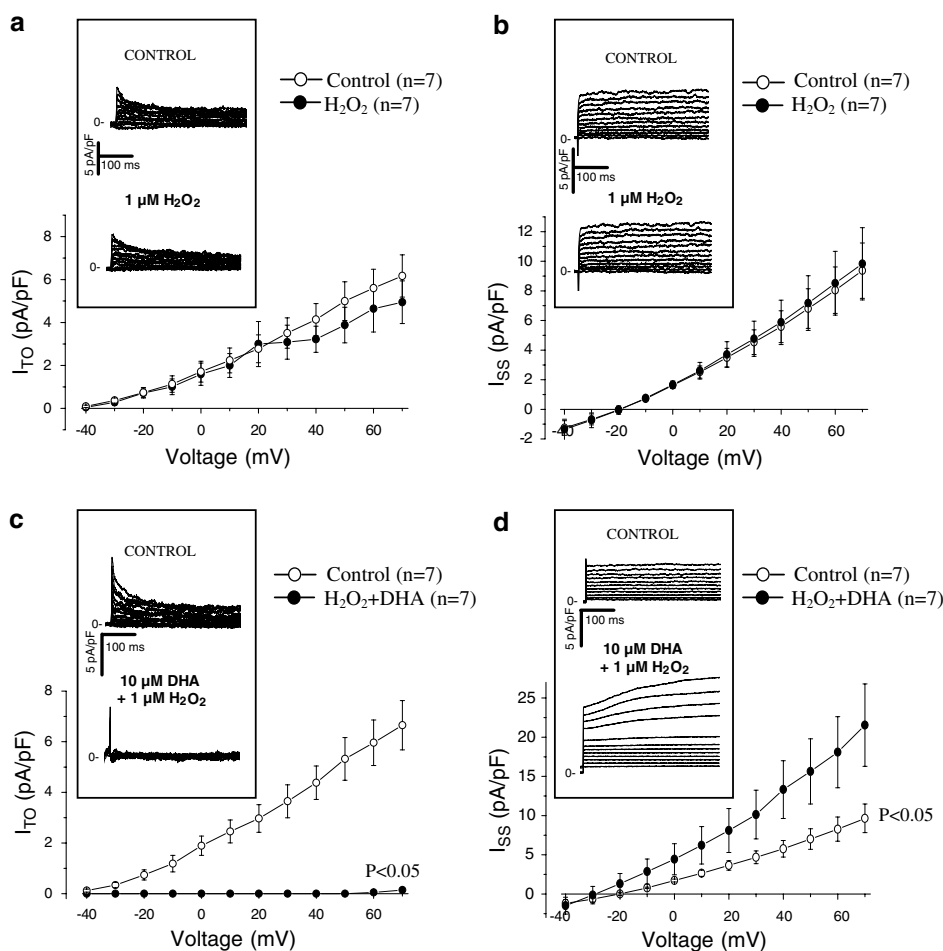 a
CONTROL
Control (n=7)
H₂O₂ (n=7)
0-
5 pA/pF
100 ms
1 µM H₂O₂
0-
8
6
4
2
0
I_TO (pA/pF)
-40 -20 0 20 40 60
Voltage (mV)
b
CONTROL
Control (n=7)
H₂O₂ (n=7)
0-
5 pA/pF
100 ms
1 µM H₂O₂
0-
12
10
8
6
4
2
0
-2
I_SS (pA/pF)
-40 -20 0 20 40 60
Voltage (mV)
c
CONTROL
Control (n=7)
H₂O₂+DHA (n=7)
0-
5 pA/pF
100 ms
10 µM DHA
+ 1 µM H₂O₂
0-
8
6
4
2
0
I_TO (pA/pF)
P<0.05
-40 -20 0 20 40 60
Voltage (mV)
d
CONTROL
Control (n=7)
H₂O₂+DHA (n=7)
0-
5 pA/pF
100 ms
10 µM DHA
+ 1 µM H₂O₂
0-
25
20
15
10
5
0
I_SS (pA/pF)
P<0.05
-40 -20 0 20 40 60
Voltage (mV)